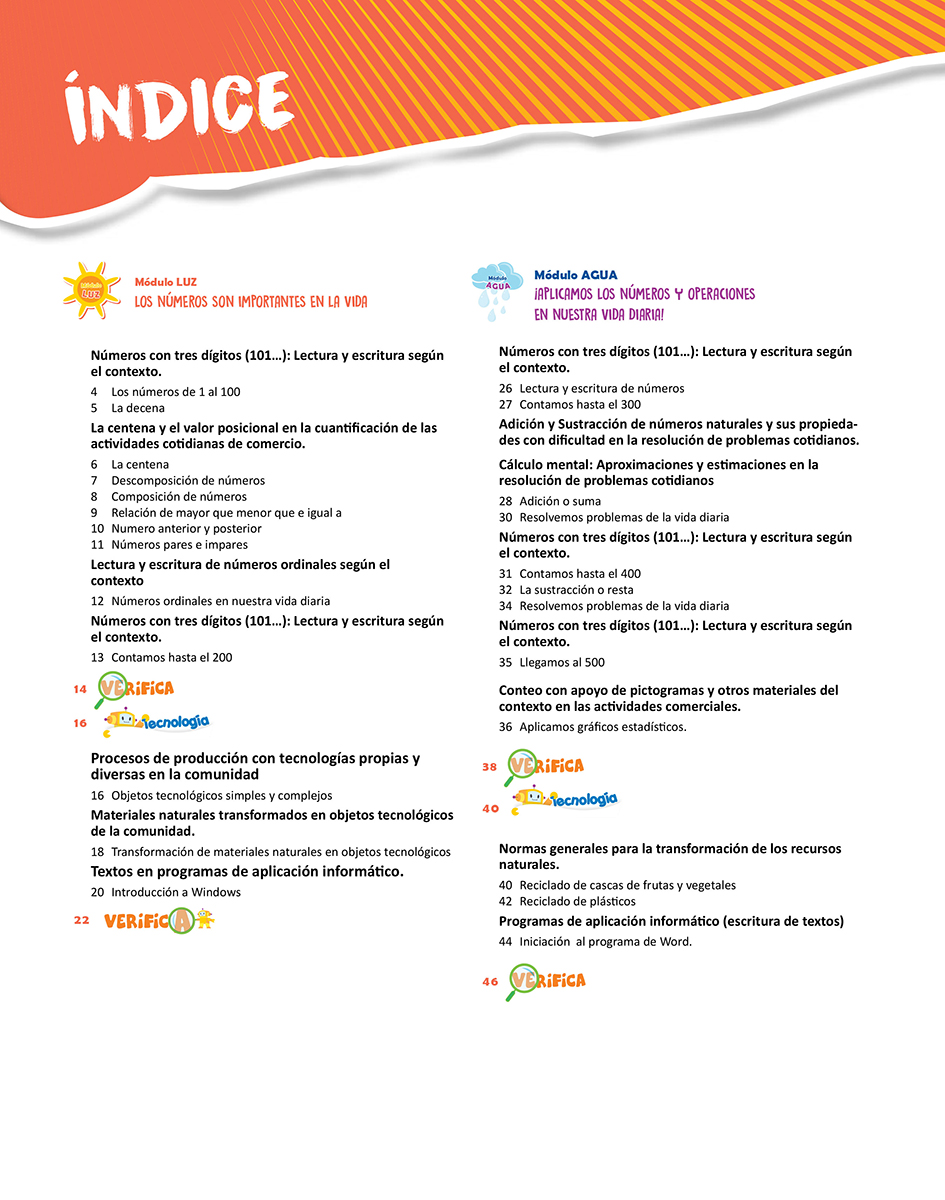 ÍNDICE
Módulo
LUZ
Módulo LUZ
LOS NÚMEROS SON IMPORTANTES EN LA VIDA
Números con tres dígitos (101...): Lectura y escritura según
el contexto.
4 Los números de 1 al 100
5 La decena
La centena y el valor posicional en la cuantificación de las
actividades cotidianas de comercio.
6 La centena
7 Descomposición de números
8 Composición de números
9 Relación de mayor que menor que e igual a
10 Numero anterior y posterior
11 Números pares e impares
Lectura y escritura de números ordinales según el
contexto
12 Números ordinales en nuestra vida diaria
Números con tres dígitos (101...): Lectura y escritura según
el contexto.
13 Contamos hasta el 200
14 VERIFICA
16 Tecnología
Procesos de producción con tecnologías propias y
diversas en la comunidad
16 Objetos tecnológicos simples y complejos
Materiales naturales transformados en objetos tecnológicos
de la comunidad.
18 Transformación de materiales naturales en objetos tecnológicos
Textos en programas de aplicación informático.
20 Introducción a Windows
22 VERIFICA
Módulo
AGUA
Módulo AGUA
¡APLICAMOS LOS NÚMEROS Y OPERACIONES
EN NUESTRA VIDA DIARIA!
Números con tres dígitos (101...): Lectura y escritura según
el contexto.
26 Lectura y escritura de números
27 Contamos hasta el 300
Adición y Sustracción de números naturales y sus propieda-
des con dificultad en la resolución de problemas cotidianos.
Cálculo mental: Aproximaciones y estimaciones en la
resolución de problemas cotidianos
28 Adición o suma
30 Resolvemos problemas de la vida diaria
Números con tres dígitos (101...): Lectura y escritura según
el contexto.
31 Contamos hasta el 400
32 La sustracción o resta
34 Resolvemos problemas de la vida diaria
Números con tres dígitos (101...): Lectura y escritura según
el contexto.
35 Llegamos al 500
Conteo con apoyo de pictogramas y otros materiales del
contexto en las actividades comerciales.
36 Aplicamos gráficos estadísticos.
38 VERIFICA
40 Tecnología
Normas generales para la transformación de los recursos
naturales.
40 Reciclado de cascas de frutas y vegetales
42 Reciclado de plásticos
Programas de aplicación informático (escritura de textos)
44 Iniciación al programa de Word.
46 VERIFICA